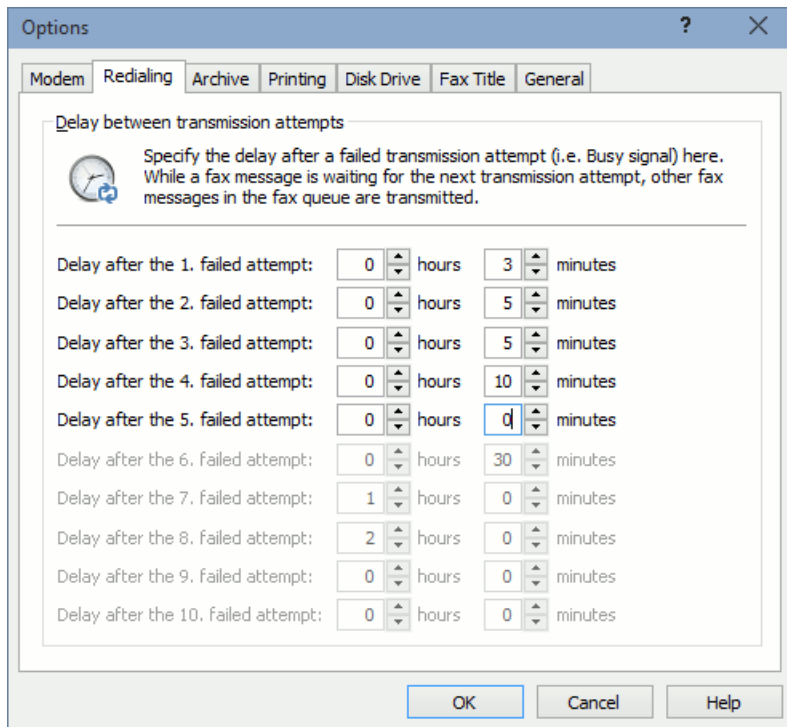 Options ?
Modem Redialing Archive Printing Disk Drive Fax Title General
Delay between transmission attempts
Specify the delay after a failed transmission attempt (i.e. Busy signal) here.
While a fax message is waiting for the next transmission attempt, other fax
messages in the fax queue are transmitted.
Delay after the 1. failed attempt: 0 hours 3 minutes
Delay after the 2. failed attempt: 0 hours 5 minutes
Delay after the 3. failed attempt: 0 hours 5 minutes
Delay after the 4. failed attempt: 0 hours 10 minutes
Delay after the 5. failed attempt: 0 hours 0 minutes
Delay after the 6. failed attempt: 0 hours 30 minutes
Delay after the 7. failed attempt: 1 hours 0 minutes
Delay after the 8. failed attempt: 2 hours 0 minutes
Delay after the 9. failed attempt: 0 hours 0 minutes
Delay after the 10. failed attempt: 0 hours 0 minutes
OK Cancel Help